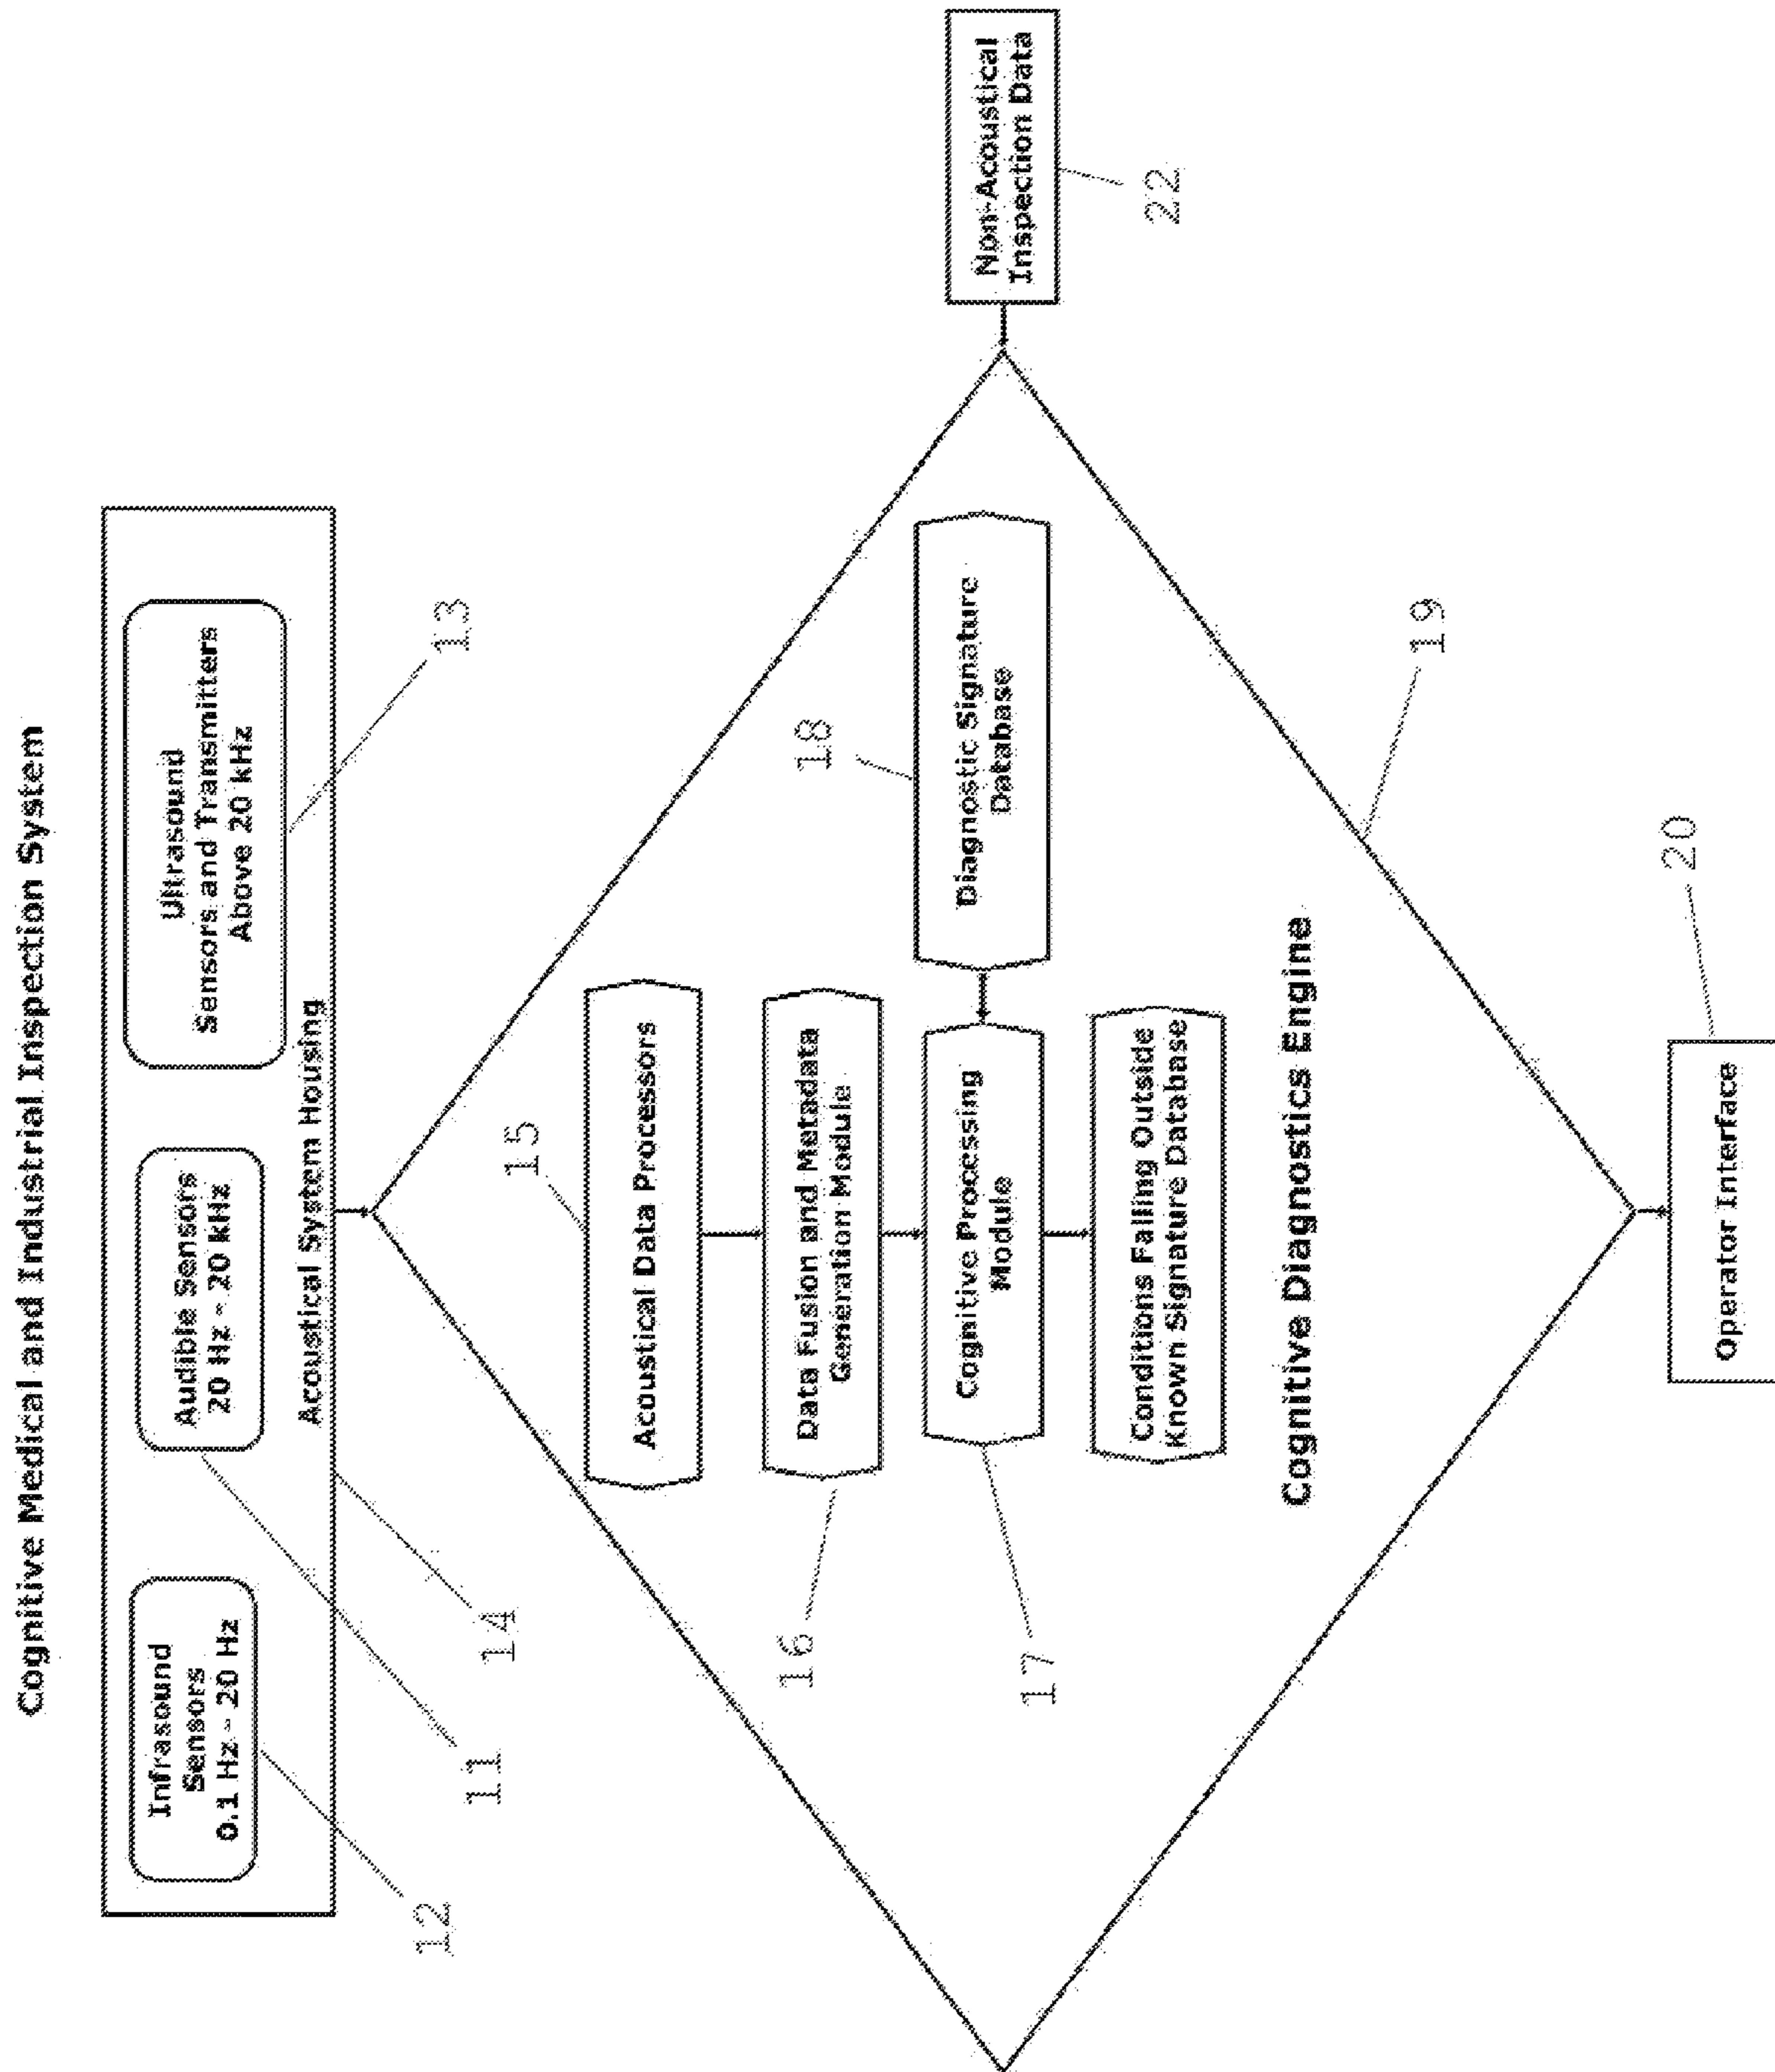 Cognitive Medical and Industrial Inspection System
Infrasound
Sensors
0.1 Hz - 20 Hz
Audible Sensors
20 Hz - 20 kHz
Ultrasound
Sensors and Transmitters
Above 20 kHz
Acoustical System Housing
12
11
14
13
15
Acoustical Data Processors
16
Data Fusion and Metadata
Generation Module
17
Cognitive Processing
Module
18
Diagnostic Signature
Database
Conditions Falling Outside
Known Signature Database
Cognitive Diagnostics Engine
19
Non-Acoustical
Inspection Data
22
20
Operator Interface